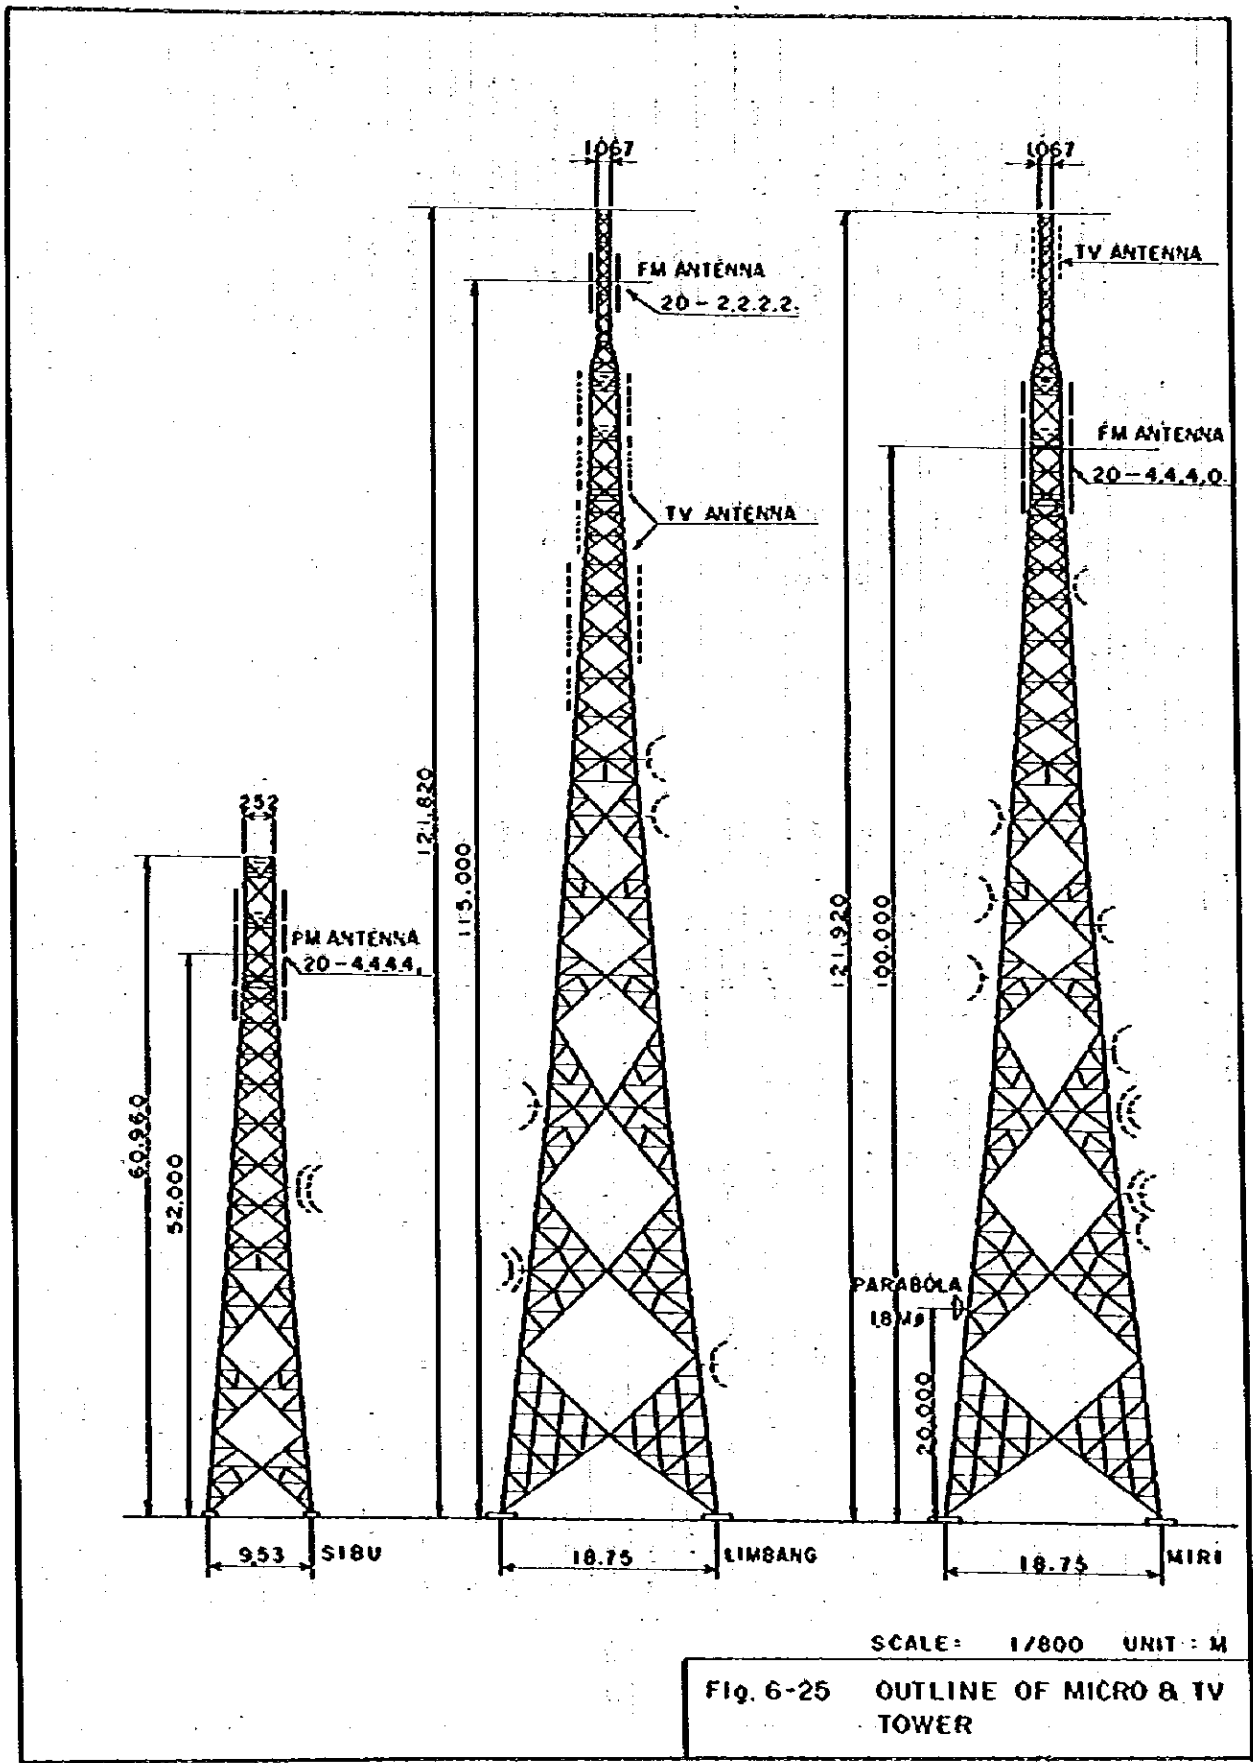 1.067
1.067
TV ANTENNA
FM ANTENNA
20-2.2.2.2.
FM ANTENNA
20-4.4.4.0.
TV ANTENNA
121.820
115.000
121.920
100.000
2.52
FM ANTENNA
20-4.4.4.4.
60.960
52.000
PARABOLA
1.8Mφ
20.000
9.53
SIBU
18.75
LIMBANG
18.75
MIRI
SCALE: 1/800 UNIT: M
Fig. 6-25 OUTLINE OF MICRO & TV
TOWER